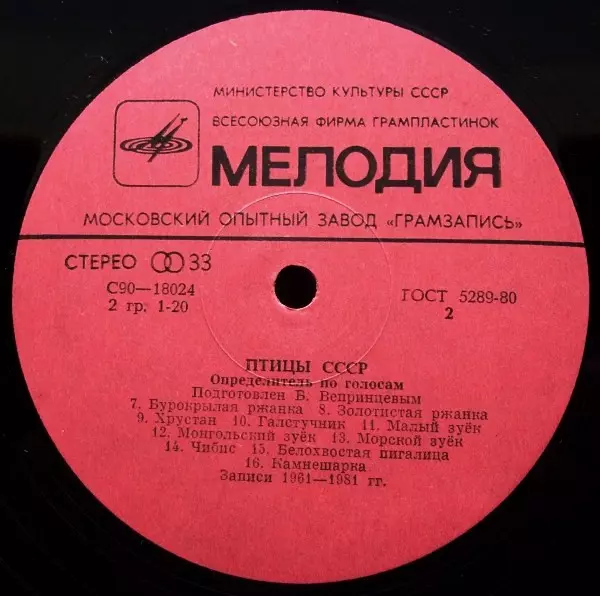 МИНИСТЕРСТВО КУЛЬТУРЫ СССР
ВСЕСОЮЗНАЯ ФИРМА ГРАМПЛАСТИНОК
МЕЛОДИЯ
МОСКОВСКИЙ ОПЫТНЫЙ ЗАВОД «ГРАМЗАПИСЬ»
СТЕРЕО 33
С90—18024
2 гр. 1-20
ГОСТ 5289-80
2
ПТИЦЫ СССР
Определитель по голосам
Подготовлен Б. Вепринцевым
7. Бурокрылая ржанка 8. Золотистая ржанка
9. Хрустан 10. Галстучник 11. Малый зуёк
12. Монгольский зуёк 13. Морской зуёк
14. Чибис 15. Белохвостая пигалица
16. Камнешарка
Записи 1961—1981 гг.